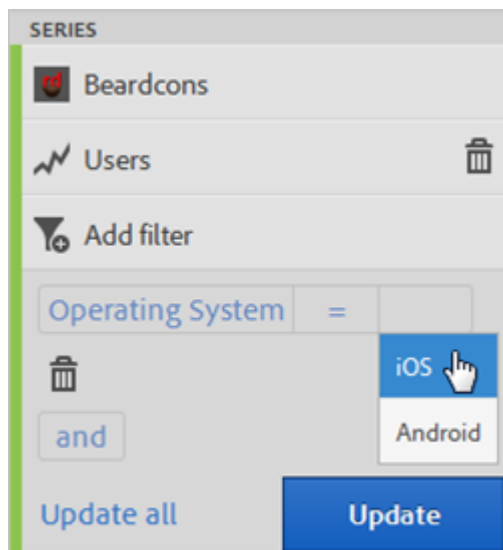 SERIES
rd Beardcons
Users
Add filter
Operating System =
iOS
and
Android
Update all
Update